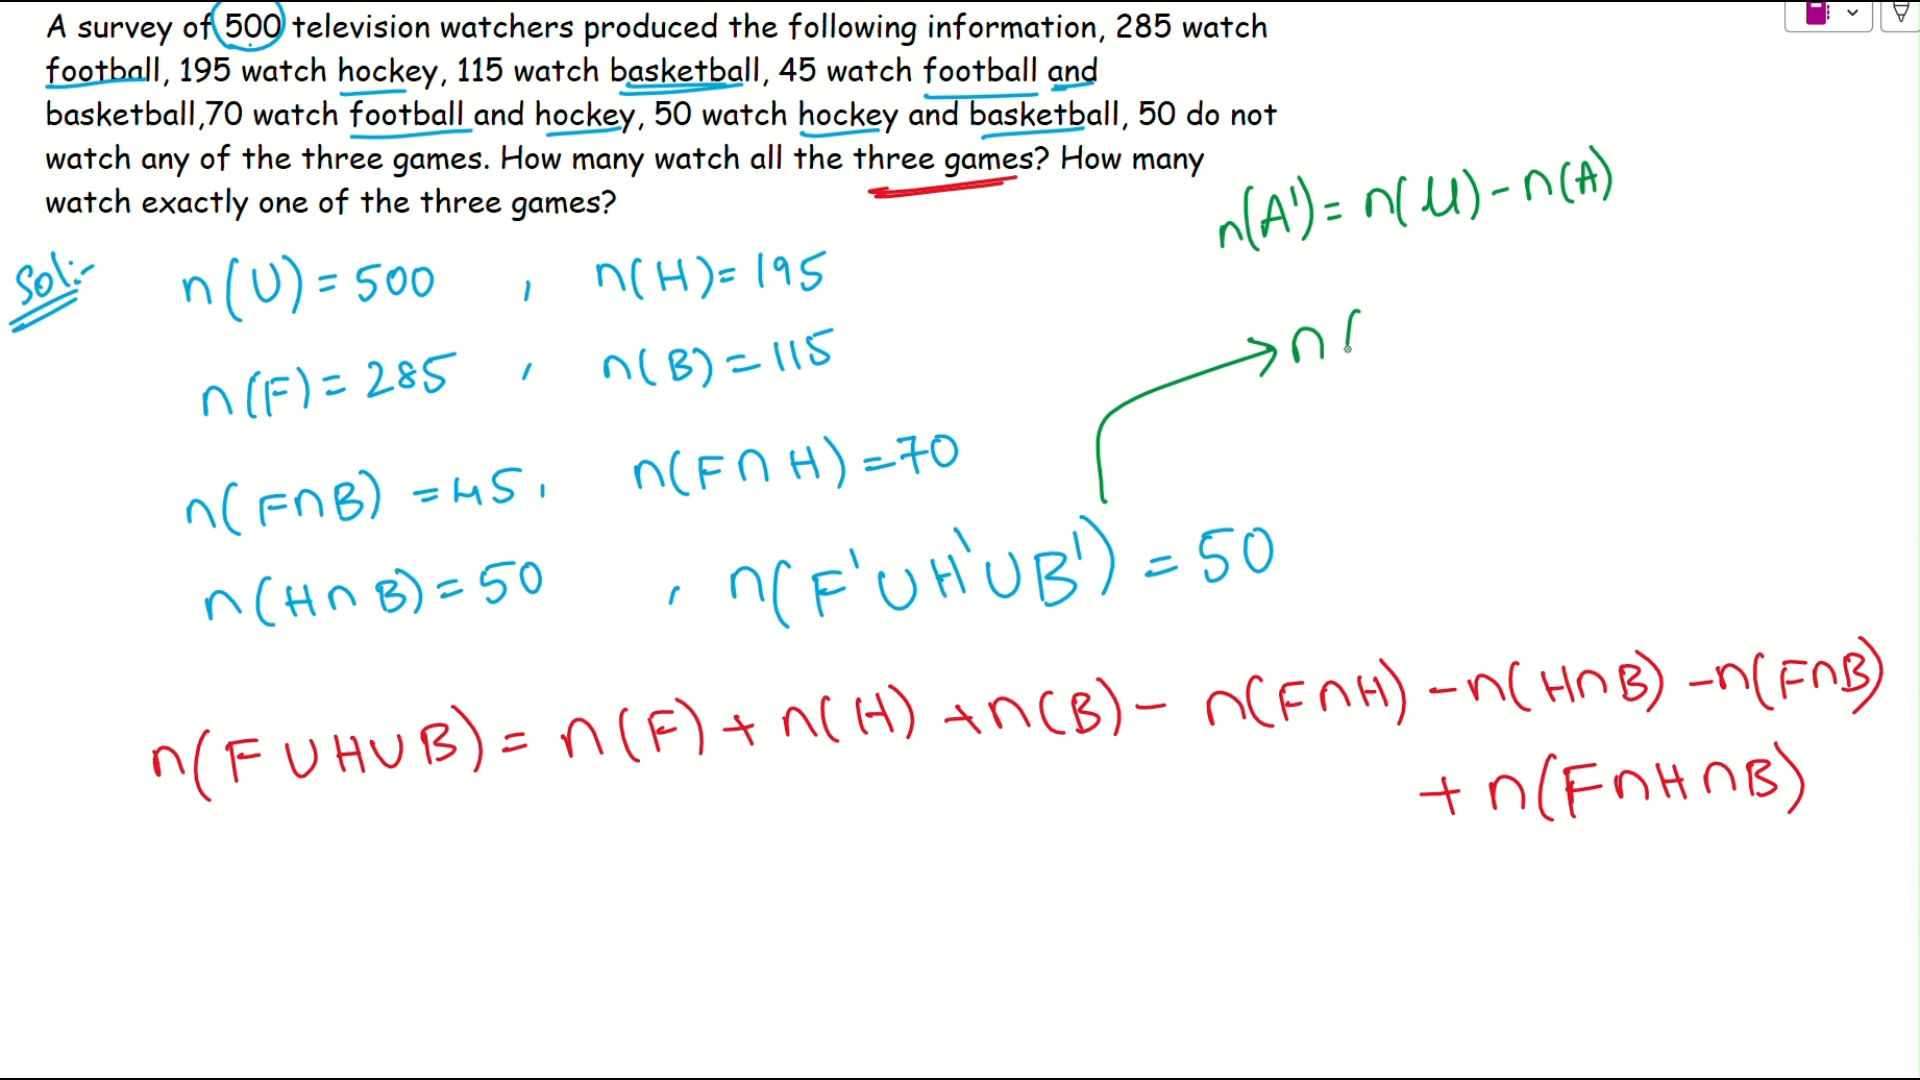 A survey of 500 television watchers produced the following information, 285 watch
football, 195 watch hockey, 115 watch basketball, 45 watch football and
basketball,70 watch football and hockey, 50 watch hockey and basketball, 50 do not
watch any of the three games. How many watch all the three games? How many
watch exactly one of the three games?
n(A') = n(U) - n(A)
Sol:-
n(U) = 500 , n(H) = 195
n(F) = 285 , n(B) = 115
n(
n(F∩B) = 45, n(F∩H) = 70
n(H∩B) = 50 , n(F'∪H'∪B') = 50
n(F∪H∪B) = n(F) + n(H) + n(B) - n(F∩H) - n(H∩B) - n(F∩B)
+ n(F∩H∩B)